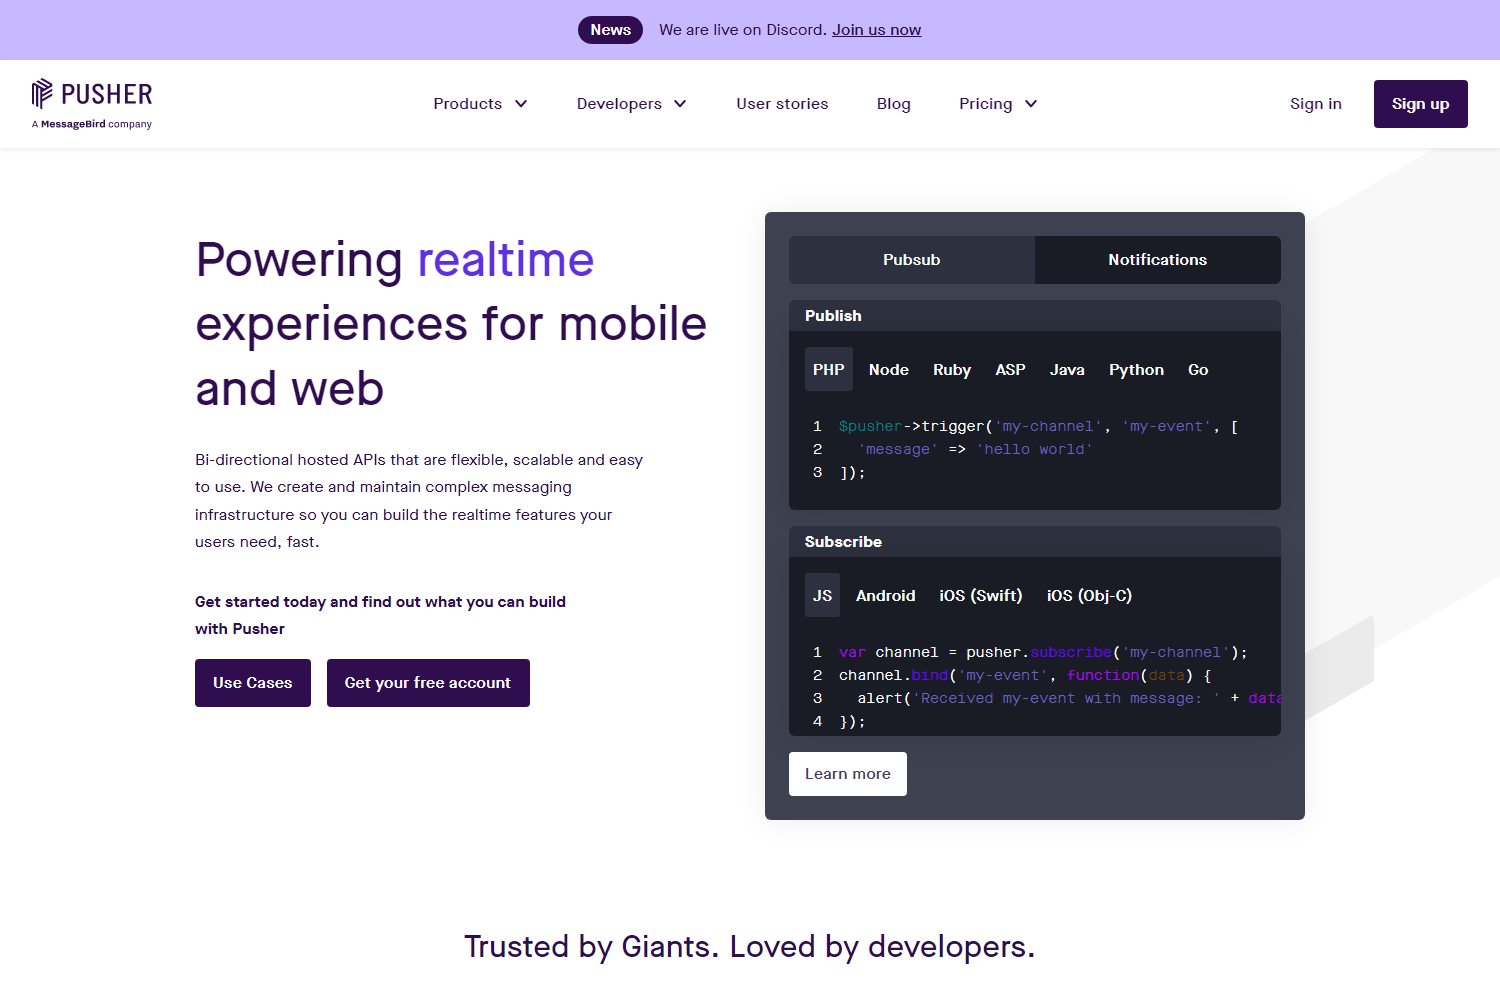 News We are live on Discord. Join us now
PUSHER
A MessageBird company
Products Developers User stories Blog Pricing Sign in Sign up
Powering realtime
experiences for mobile
and web
Bi-directional hosted APIs that are flexible, scalable and easy
to use. We create and maintain complex messaging
infrastructure so you can build the realtime features your
users need, fast.
Get started today and find out what you can build
with Pusher
Use Cases Get your free account
Pubsub Notifications
Publish
PHP Node Ruby ASP Java Python Go
1 $pusher->trigger('my-channel', 'my-event', [
2 'message' => 'hello world'
3 ]);
Subscribe
JS Android iOS (Swift) iOS (Obj-C)
1 var channel = pusher.subscribe('my-channel');
2 channel.bind('my-event', function(data) {
3 alert('Received my-event with message: ' + data
4 });
Learn more
Trusted by Giants. Loved by developers.